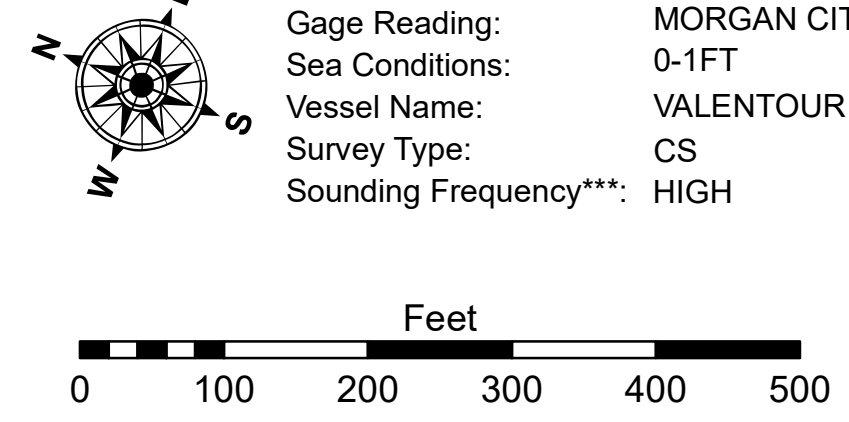 N
S
W
Gage Reading: MORGAN CIT
Sea Conditions: 0-1FT
Vessel Name: VALENTOUR
Survey Type: CS
Sounding Frequency***: HIGH
Feet
0 100 200 300 400 500